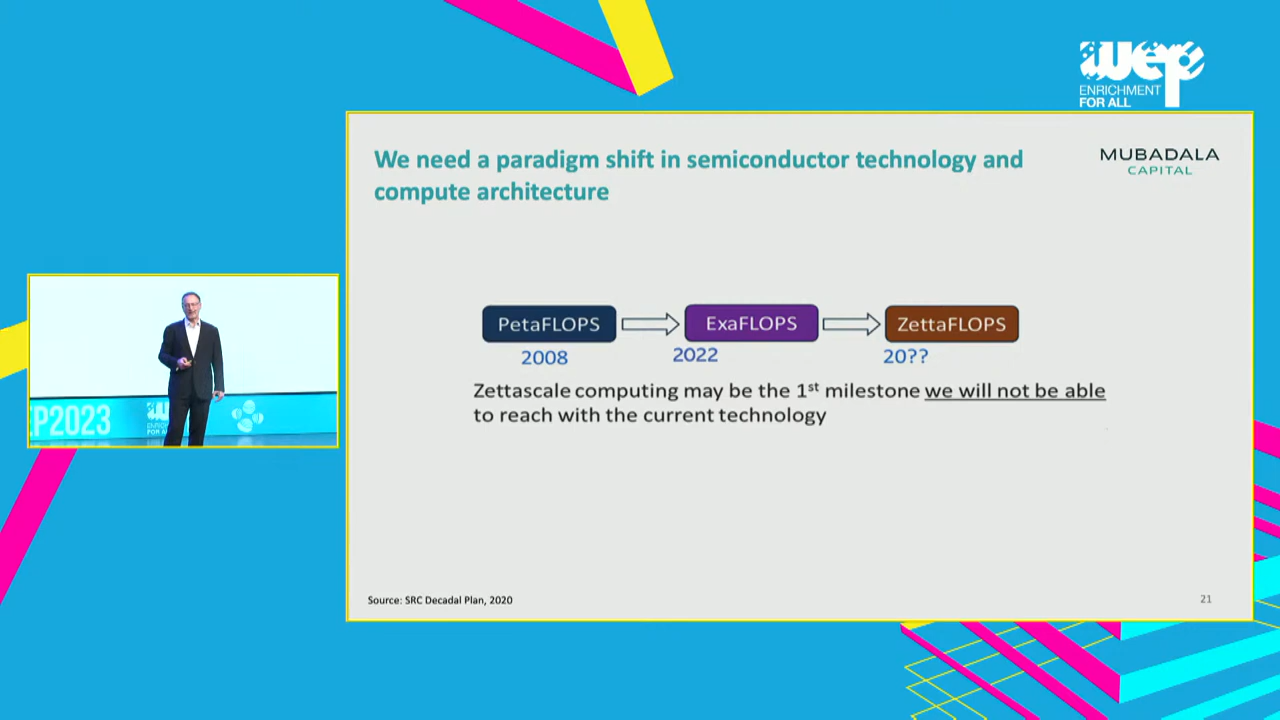 wep
ENRICHMENT
FOR ALL
We need a paradigm shift in semiconductor technology and
compute architecture
MUBADALA
CAPITAL
PetaFLOPS
ExaFLOPS
ZettaFLOPS
2008
2022
20??
Zettascale computing may be the 1st milestone we will not be able
to reach with the current technology
P2023
wep
Source: SRC Decadal Plan, 2020
21